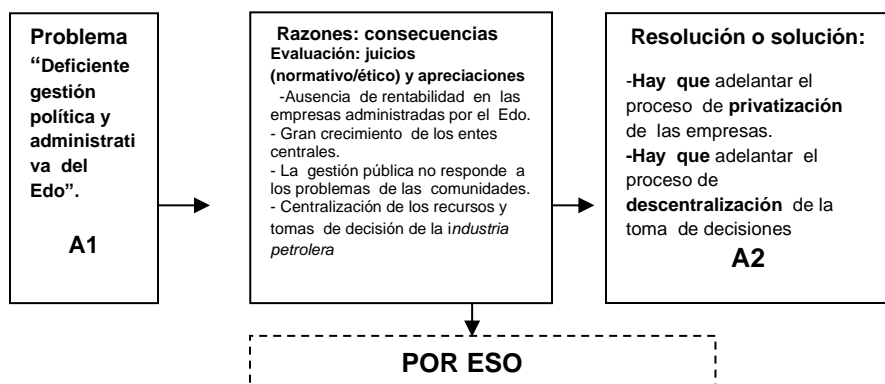 Problema
“Deficiente
gestión
política y
administrati
va del
Edo”.
A1
Razones: consecuencias
Evaluación: juicios
(normativo/ético) y apreciaciones
-Ausencia de rentabilidad en las
empresas administradas por el Edo.
- Gran crecimiento de los entes
centrales.
- La gestión pública no responde a
los problemas de las comunidades.
- Centralización de los recursos y
tomas de decisión de la industria
petrolera
Resolución o solución:
-Hay que adelantar el
proceso de privatización
de las empresas.
-Hay que adelantar el
proceso de
descentralización de la
toma de decisiones
A2
POR ESO